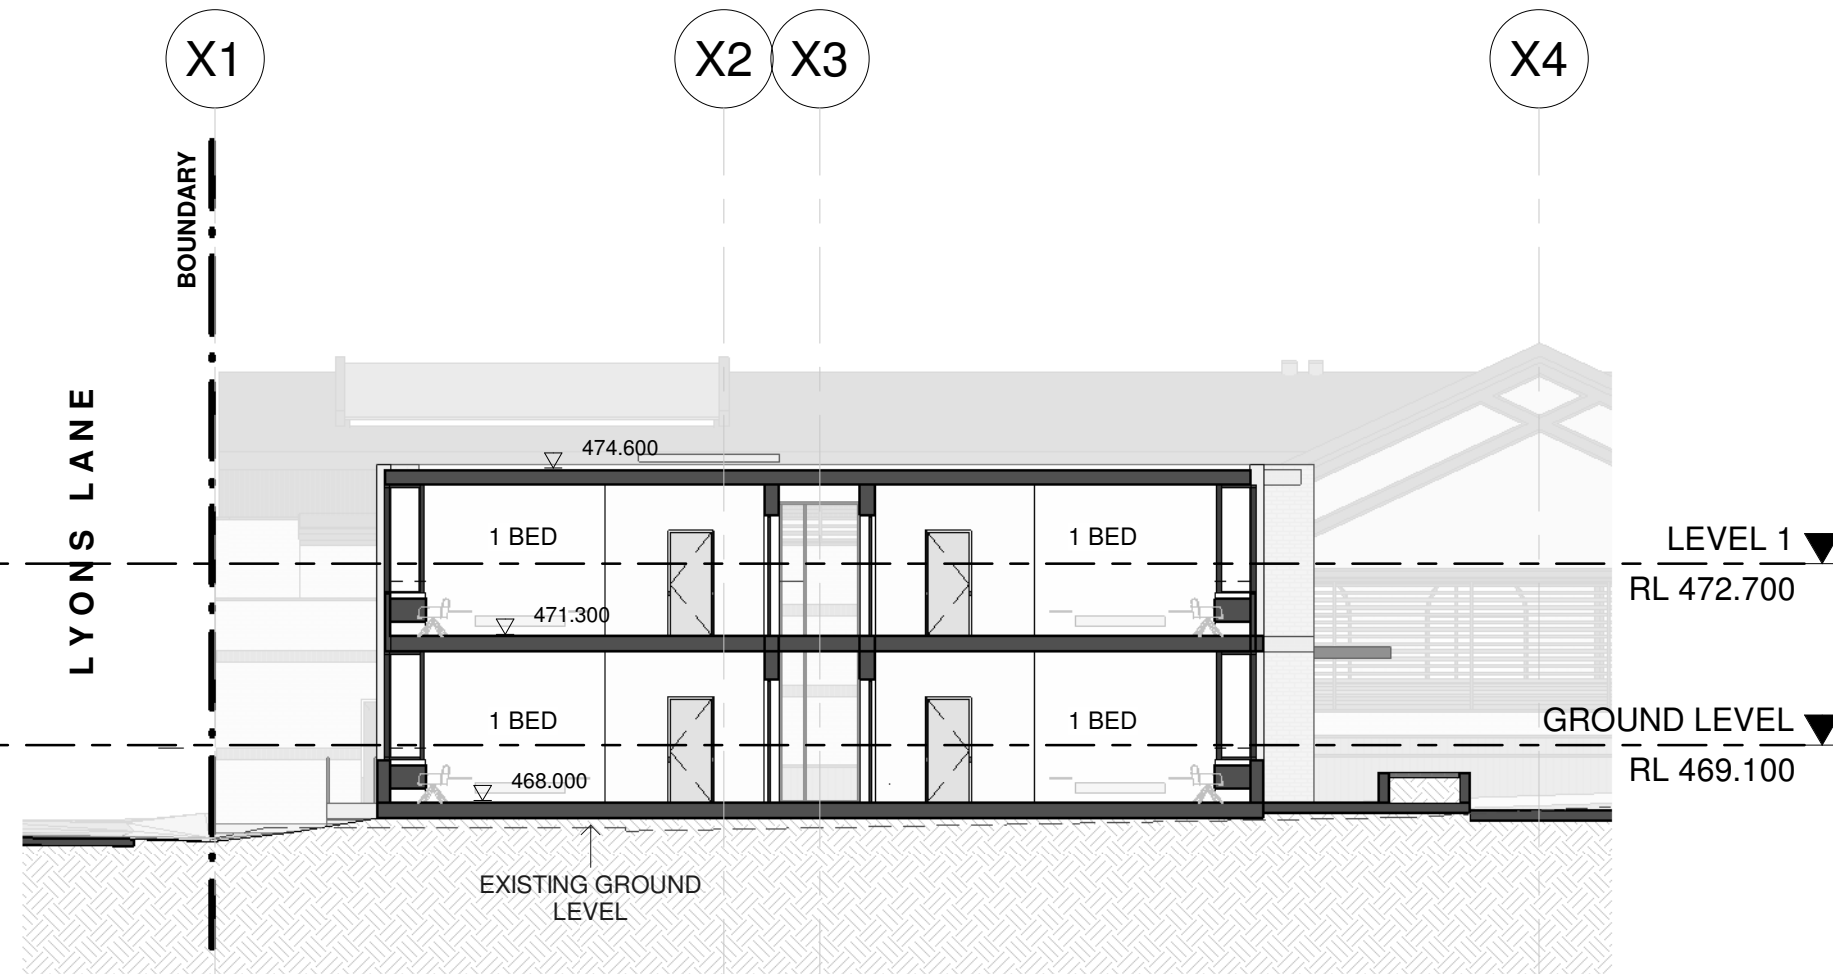 X1
X2
X3
X4
BOUNDARY
LYONS LANE
474.600
1 BED
1 BED
LEVEL 1
RL 472.700
471.300
1 BED
1 BED
GROUND LEVEL
RL 469.100
468.000
EXISTING GROUND
LEVEL